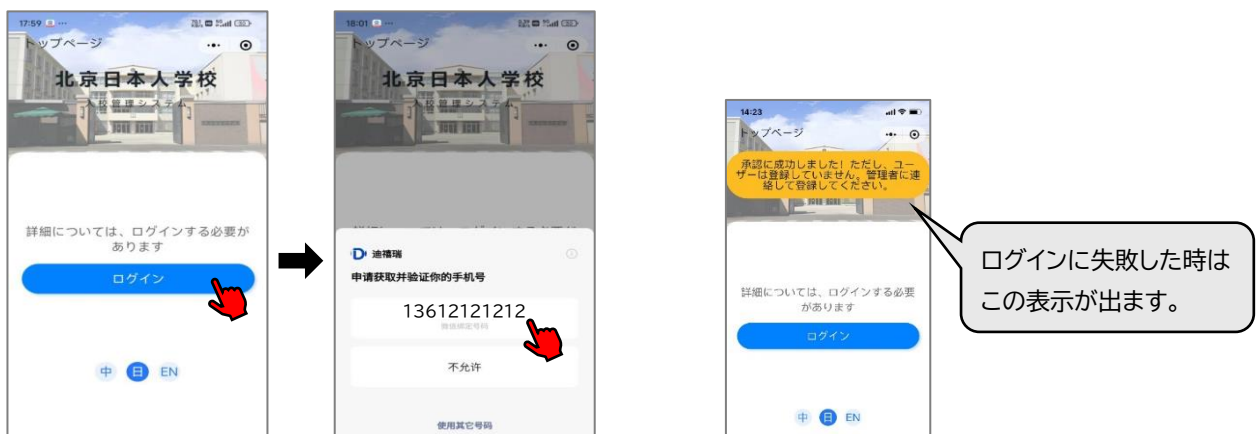 17:59
トップページ
北京日本人学校
入校管理システム
詳細については、ログインする必要が
あります
ログイン
中 日 EN
18:01
トップページ
北京日本人学校
入校管理システム
迪禧瑞
申请获取并验证你的手机号
13612121212
微信绑定号码
不允许
使用其它号码
14:23
トップページ
承認に成功しました！ただし、ユー
ザーは登録していません。管理者に連
絡して登録してください。
詳細については、ログインする必要
があります
ログイン
中 日 EN
ログインに失敗した時は
この表示が出ます。